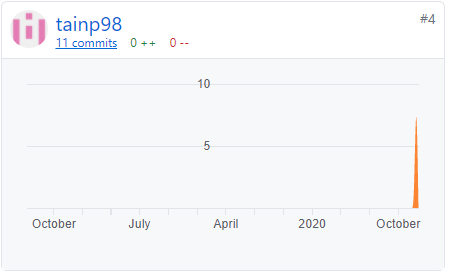 tainp98
#4
11 commits 0 ++ 0 --
10
5
October July April 2020 October